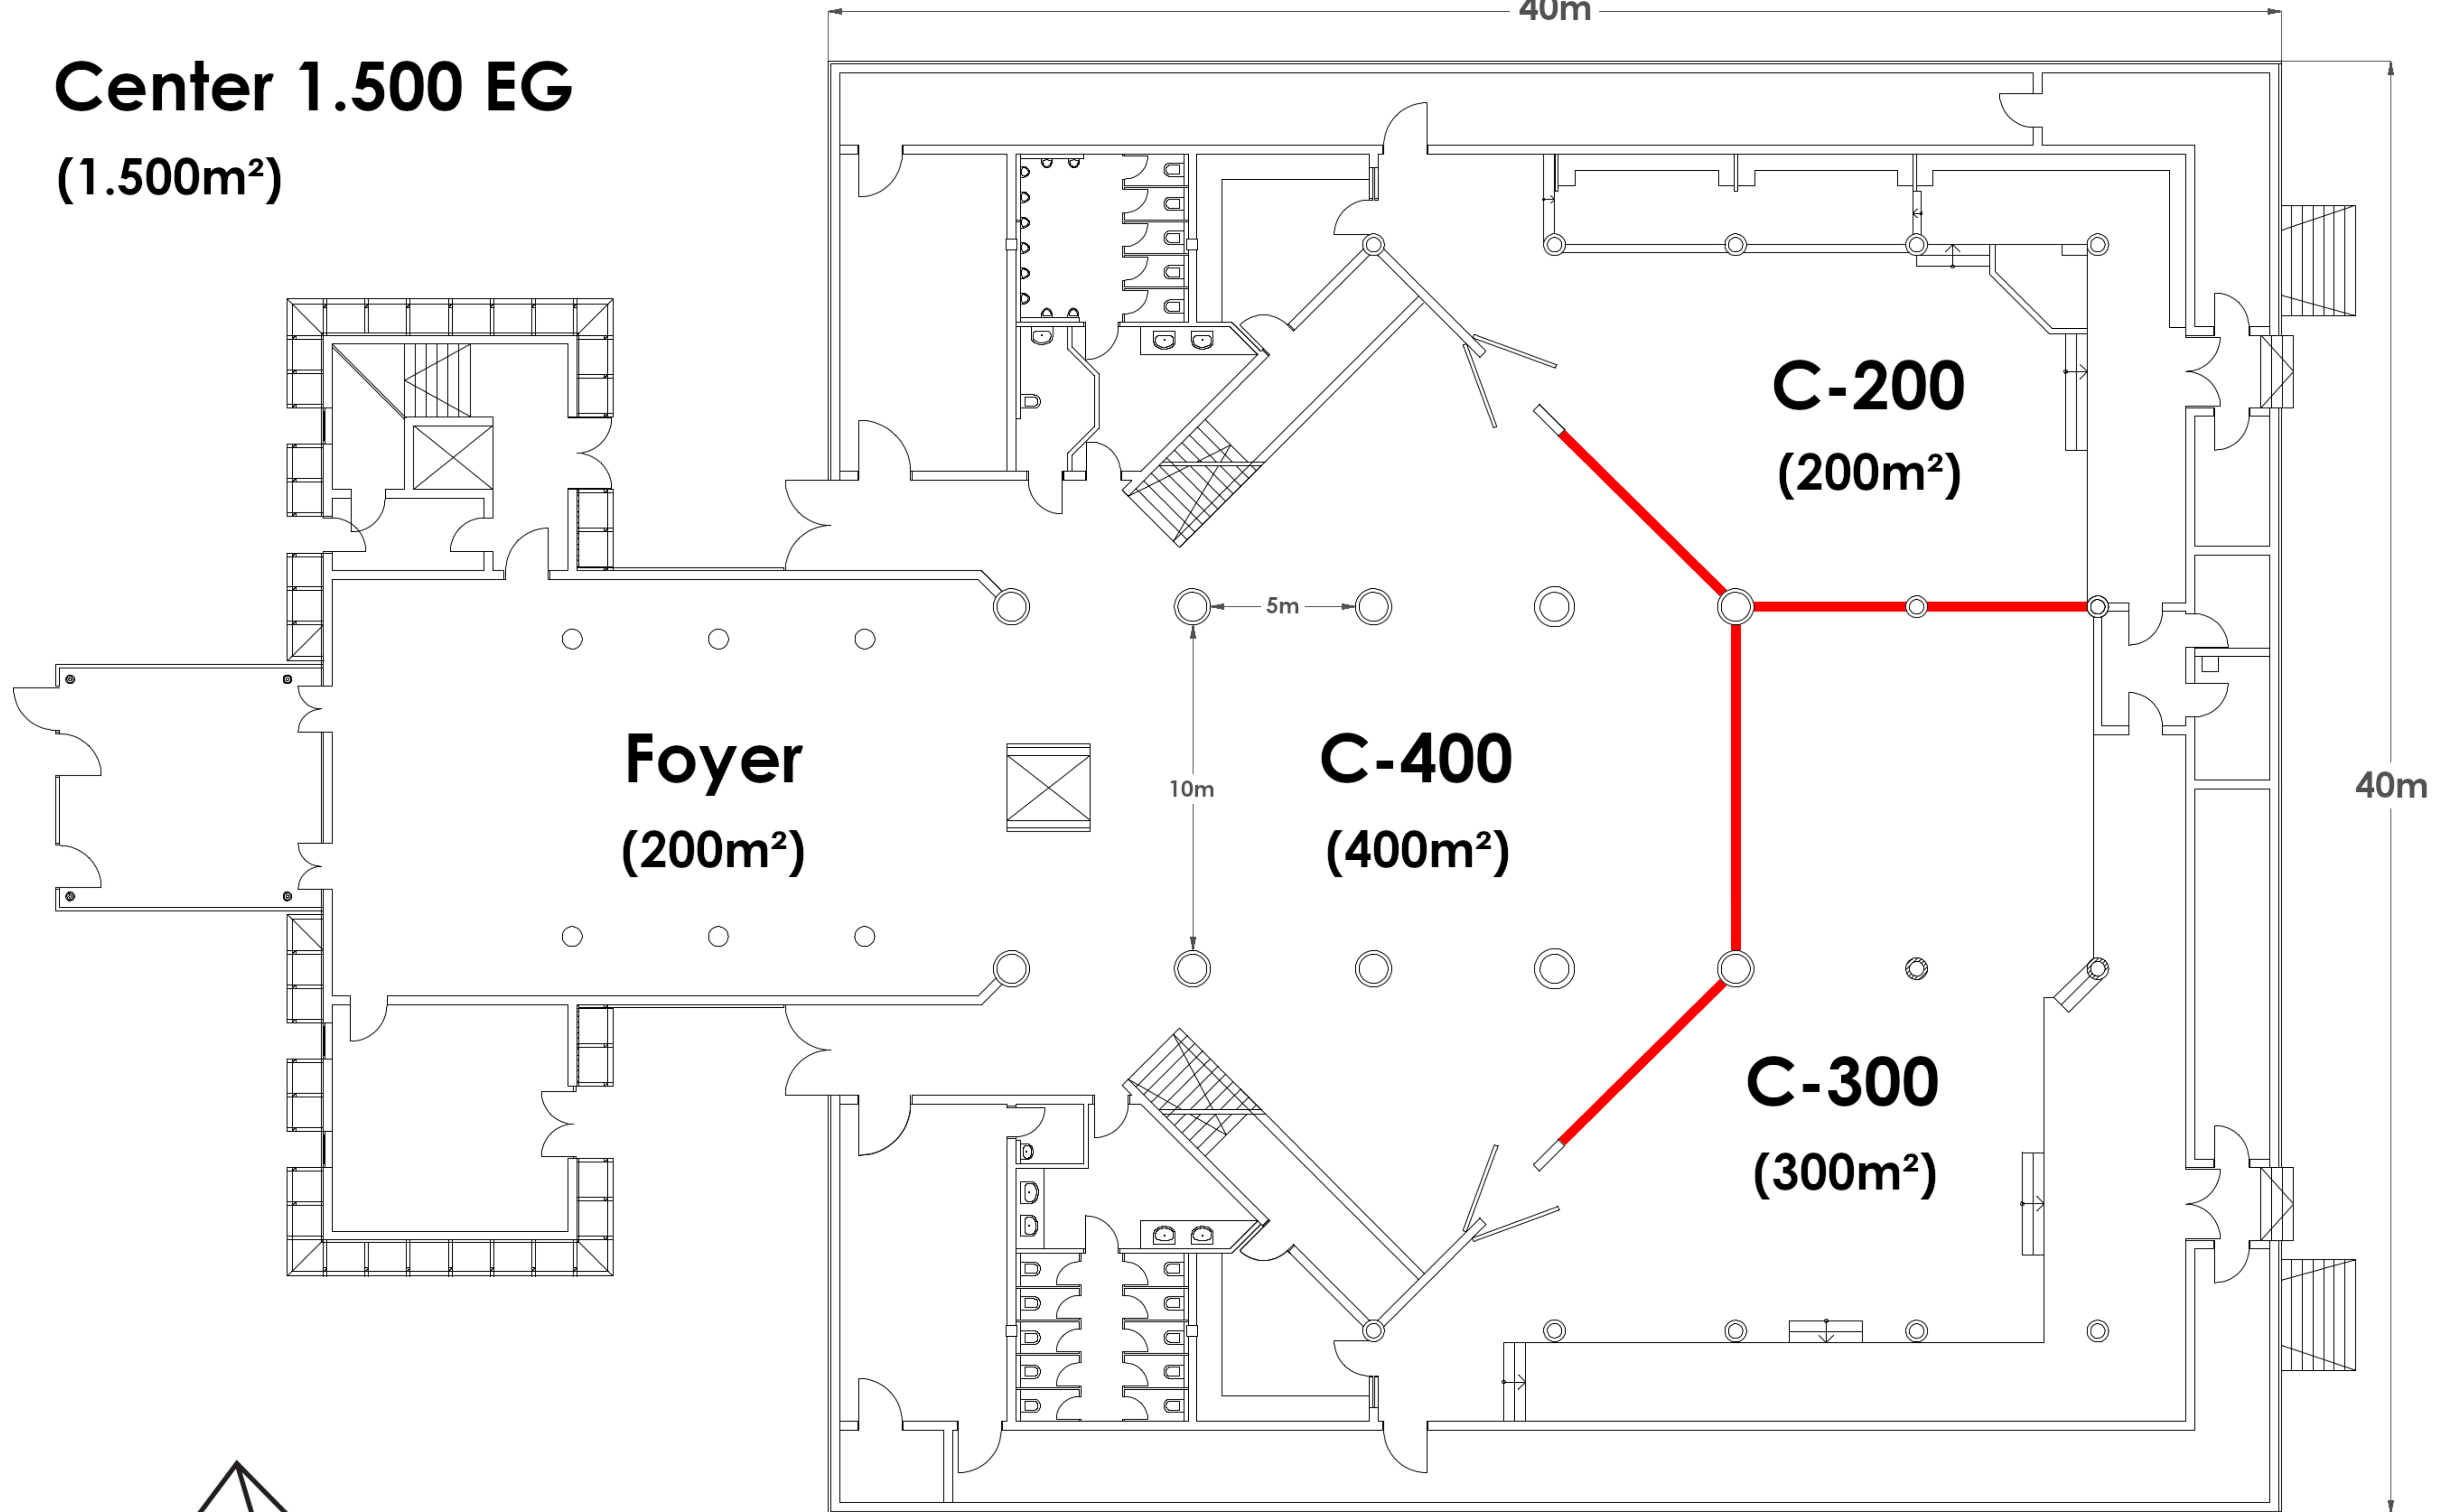 40m
Center 1.500 EG
(1.500m²)
C-200
(200m²)
5m
Foyer
(200m²)
C-400
(400m²)
10m
40m
C-300
(300m²)